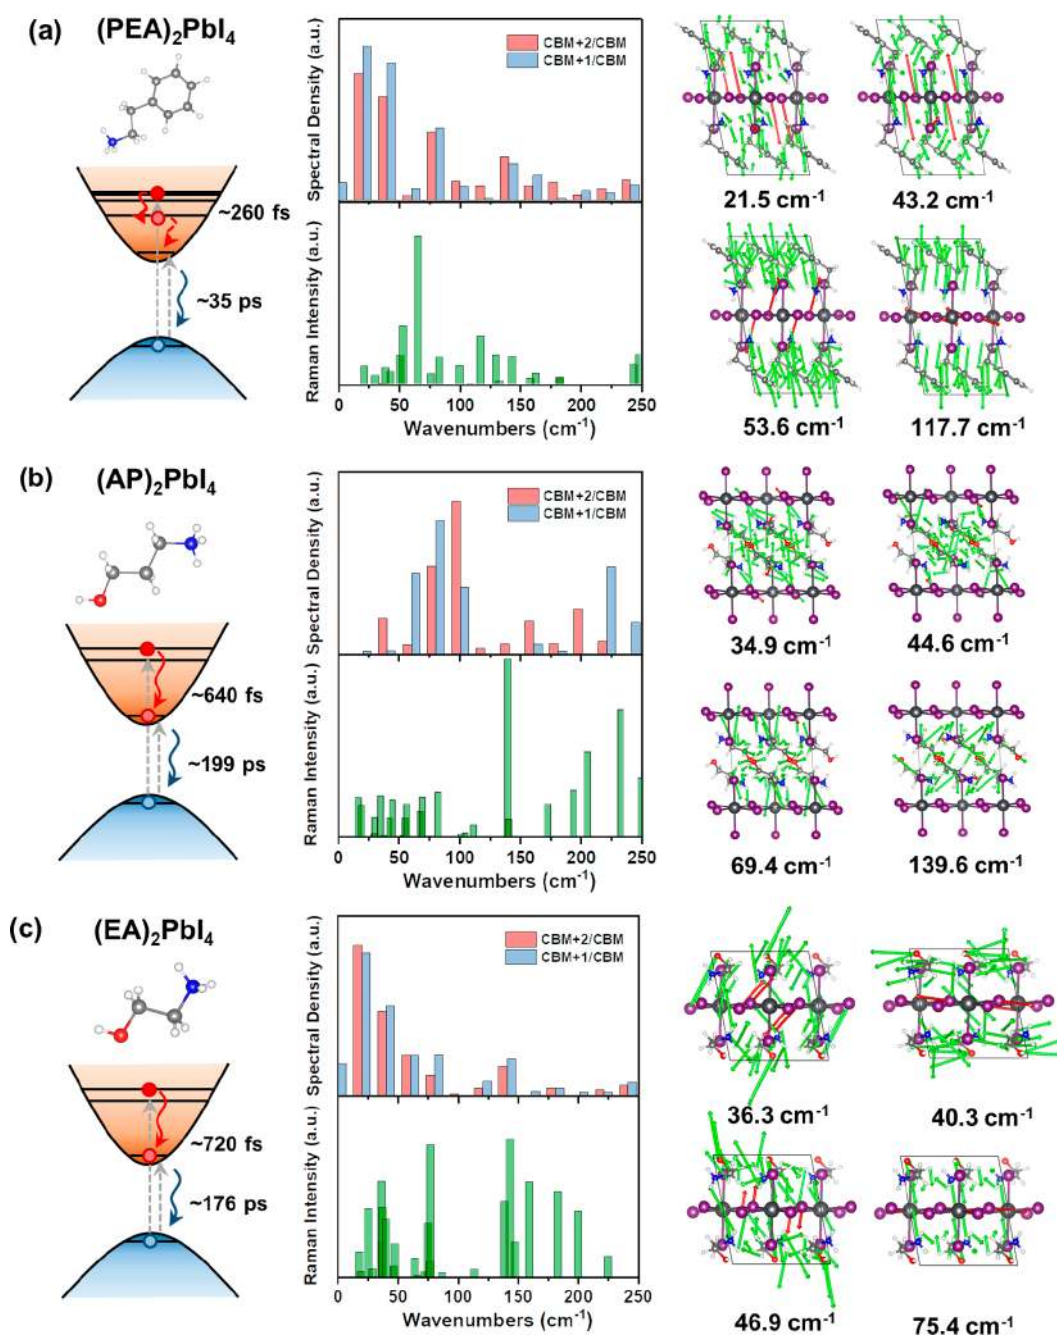 (a) (PEA)₂PbI₄
~260 fs
~35 ps
Spectral Density (a.u.)
CBM+2/CBM
CBM+1/CBM
Raman Intensity (a.u.)
0 50 100 150 200 250
Wavenumbers (cm⁻¹)
21.5 cm⁻¹ 43.2 cm⁻¹
53.6 cm⁻¹ 117.7 cm⁻¹
(b) (AP)₂PbI₄
~640 fs
~199 ps
Spectral Density (a.u.)
CBM+2/CBM
CBM+1/CBM
Raman Intensity (a.u.)
0 50 100 150 200 250
Wavenumbers (cm⁻¹)
34.9 cm⁻¹ 44.6 cm⁻¹
69.4 cm⁻¹ 139.6 cm⁻¹
(c) (EA)₂PbI₄
~720 fs
~176 ps
Spectral Density (a.u.)
CBM+2/CBM
CBM+1/CBM
Raman Intensity (a.u.)
0 50 100 150 200 250
Wavenumbers (cm⁻¹)
36.3 cm⁻¹ 40.3 cm⁻¹
46.9 cm⁻¹ 75.4 cm⁻¹